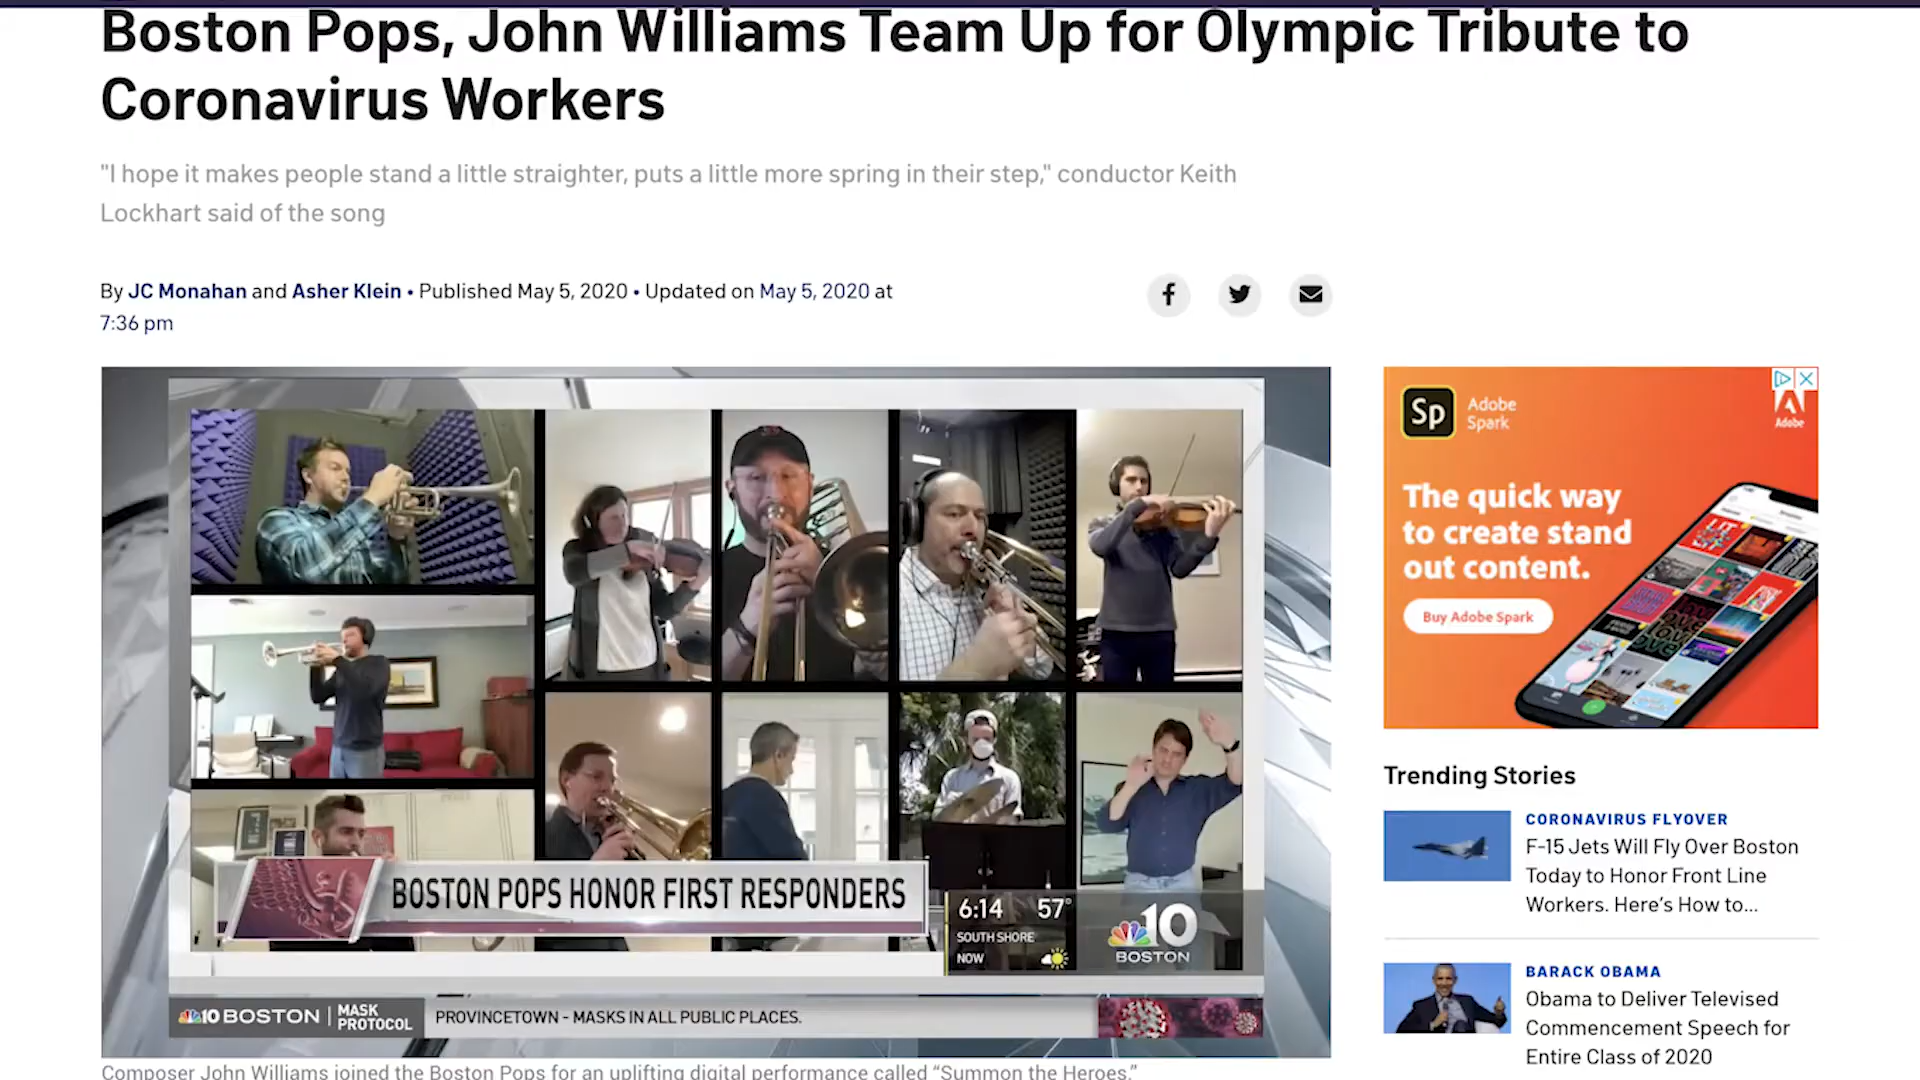 Boston Pops, John Williams Team Up for Olympic Tribute to
Coronavirus Workers
"I hope it makes people stand a little straighter, puts a little more spring in their step," conductor Keith
Lockhart said of the song
By JC Monahan and Asher Klein • Published May 5, 2020 • Updated on May 5, 2020 at
7:36 pm
BOSTON POPS HONOR FIRST RESPONDERS
6:14 57°
SOUTH SHORE
NOW
10
BOSTON
10 BOSTON
MASK
PROTOCOL
PROVINCETOWN - MASKS IN ALL PUBLIC PLACES.
Composer John Williams joined the Boston Pops for an uplifting digital performance called “Summon the Heroes.”
Sp
Adobe
Spark
Adobe
The quick way
to create stand
out content.
Buy Adobe Spark
Trending Stories
CORONAVIRUS FLYOVER
F-15 Jets Will Fly Over Boston
Today to Honor Front Line
Workers. Here’s How to...
BARACK OBAMA
Obama to Deliver Televised
Commencement Speech for
Entire Class of 2020